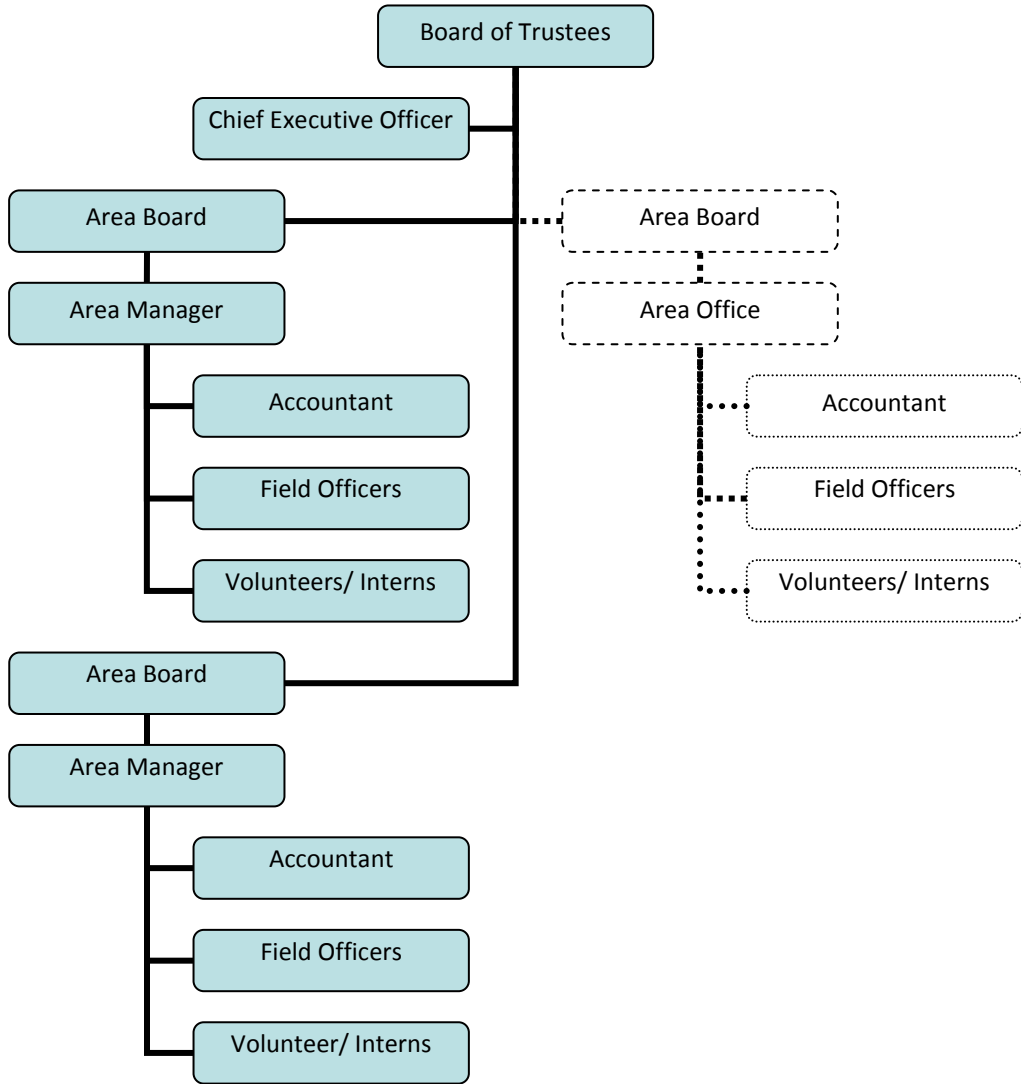 Board of Trustees
Chief Executive Officer
Area Board
Area Board
Area Manager
Area Office
Accountant
Accountant
Field Officers
Field Officers
Volunteers/ Interns
Volunteers/ Interns
Area Board
Area Manager
Accountant
Field Officers
Volunteer/ Interns